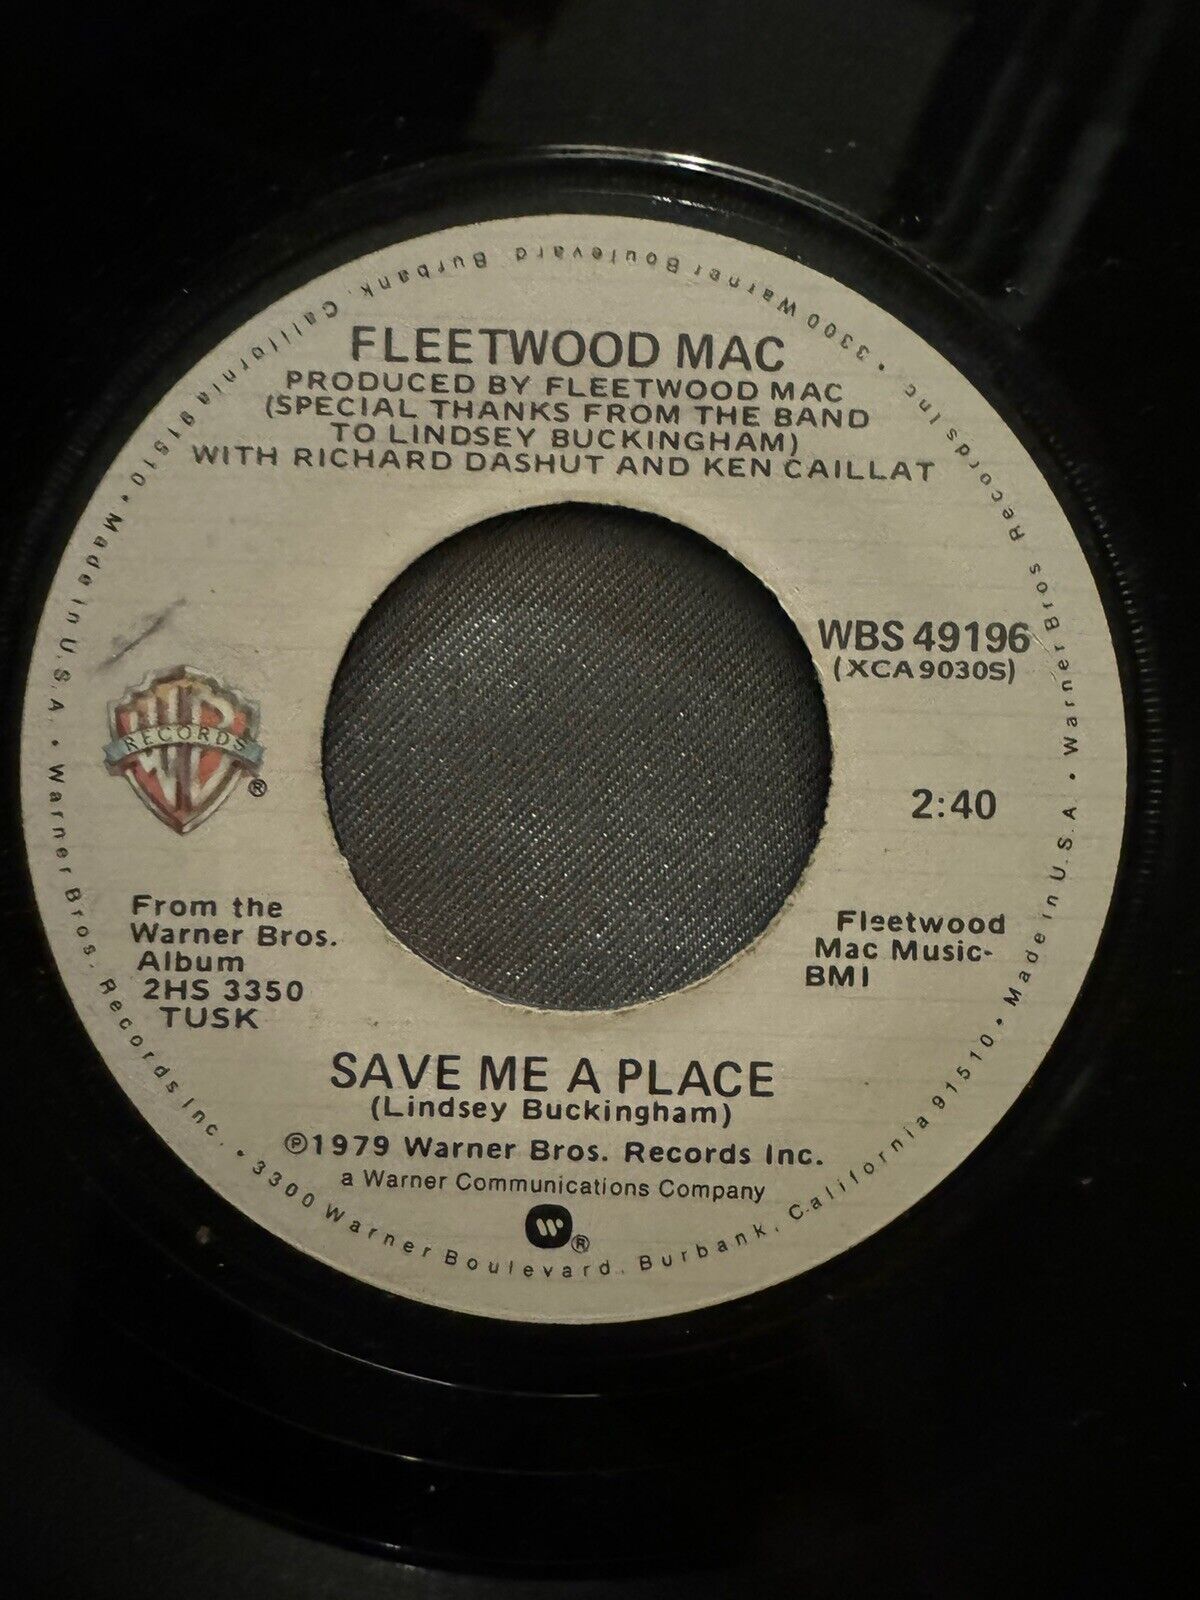 FLEETWOOD MAC
PRODUCED BY FLEETWOOD MAC
(SPECIAL THANKS FROM THE BAND
TO LINDSEY BUCKINGHAM)
WITH RICHARD DASHUT AND KEN CAILLAT
WBS 49196
(XCA9030S)
WB
RECORDS
®
2:40
From the
Warner Bros.
Album
2HS 3350
TUSK
Fleetwood
Mac Music-
BMI
SAVE ME A PLACE
(Lindsey Buckingham)
℗1979 Warner Bros. Records Inc.
a Warner Communications Company
W ®
Warner Bros. Records Inc. • 3300 Warner Boulevard, Burbank, California 91510 • Made in U.S.A. •
Warner Bros Records Inc • 3300 Warner Boulevard Burbank, California 91510 • Made in U.S.A. •